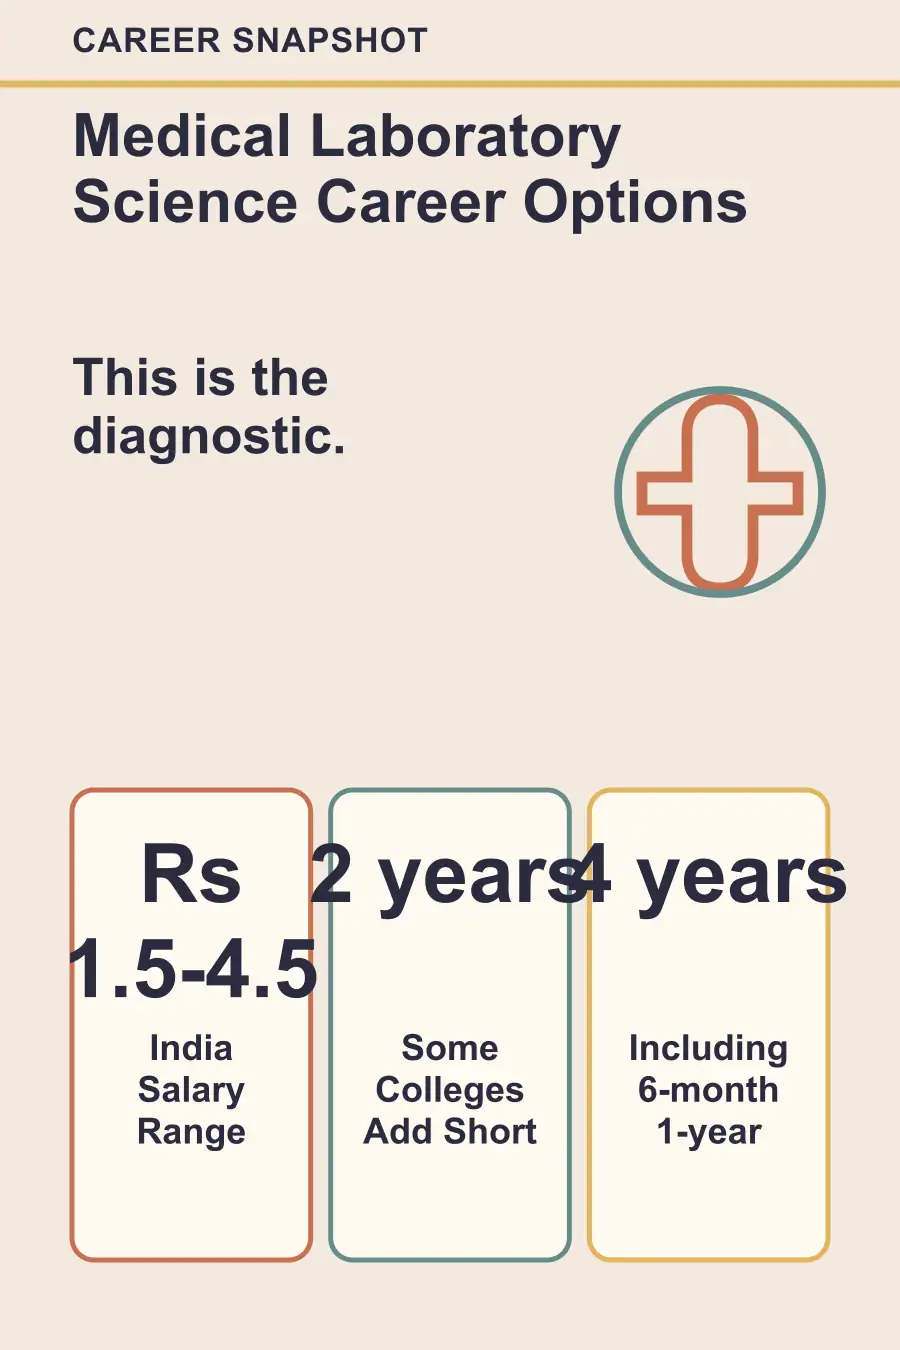 CAREER SNAPSHOT
Medical Laboratory
Science Career Options
This is the
diagnostic.
Rs
1.5-4.5
India
Salary
Range
2 years
Some
Colleges
Add Short
4 years
Including
6-month
1-year